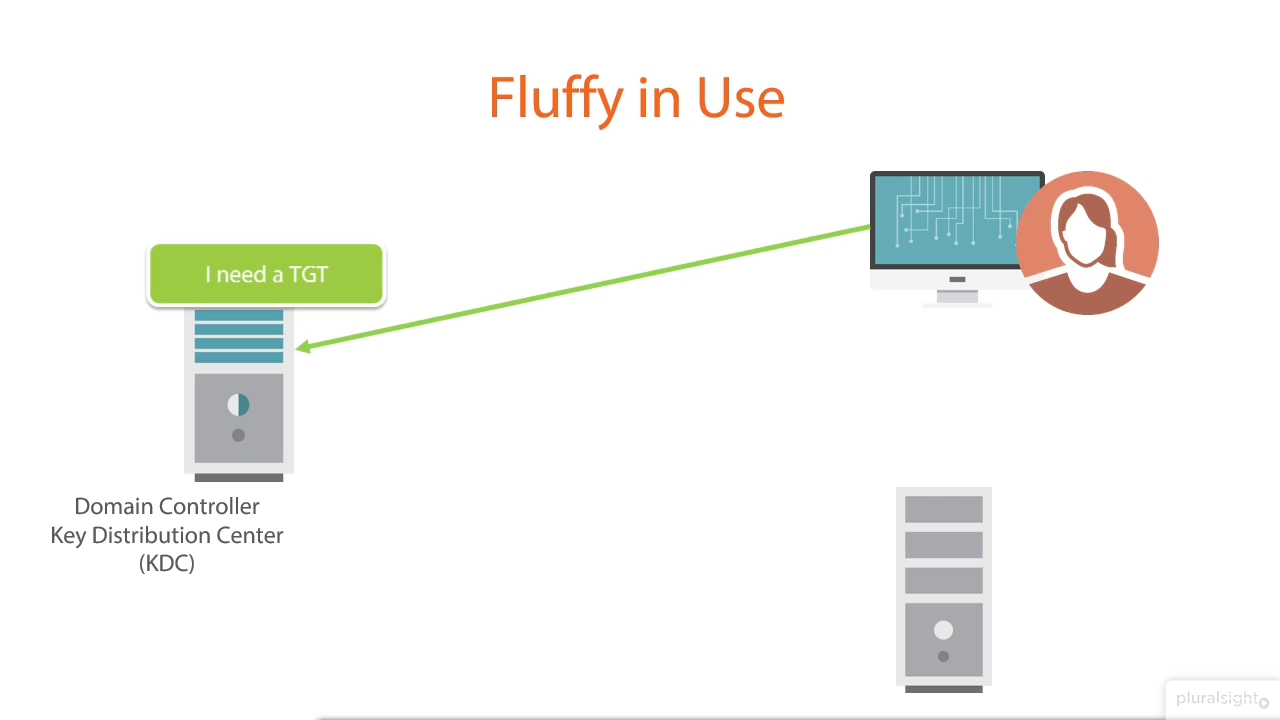 Fluffy in Use
I need a TGT
Domain Controller
Key Distribution Center
(KDC)
pluralsight